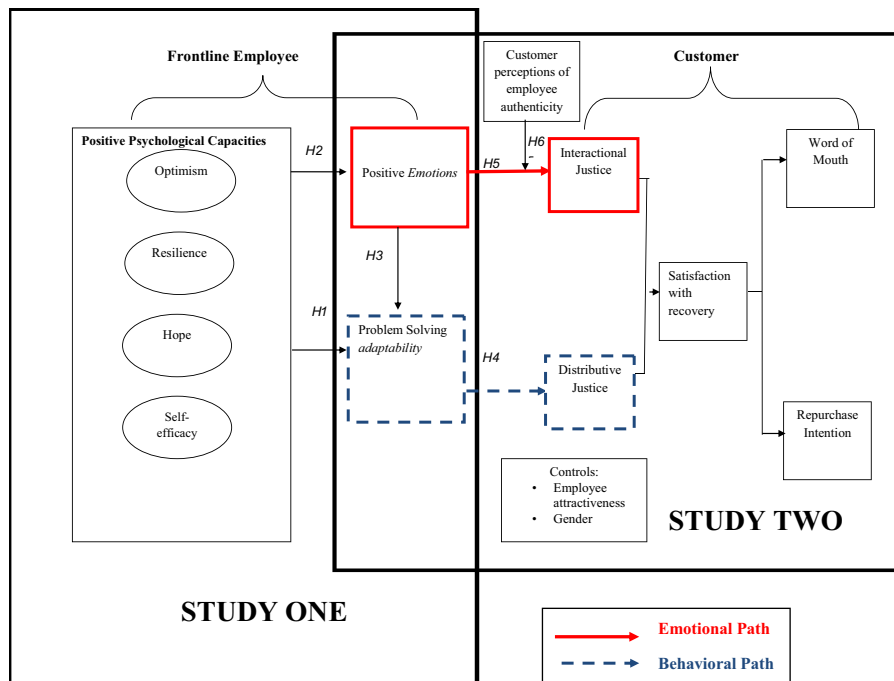 Frontline Employee
Positive Psychological Capacities
Optimism
Resilience
Hope
Self-
efficacy
H2
H1
Positive Emotions
H3
Problem Solving
adaptability
Customer
perceptions of
employee
authenticity
H6
-
H5
H4
Customer
Interactional
Justice
Distributive
Justice
Satisfaction
with
recovery
Word of
Mouth
Repurchase
Intention
Controls:
• Employee
attractiveness
• Gender
STUDY TWO
STUDY ONE
Emotional Path
Behavioral Path